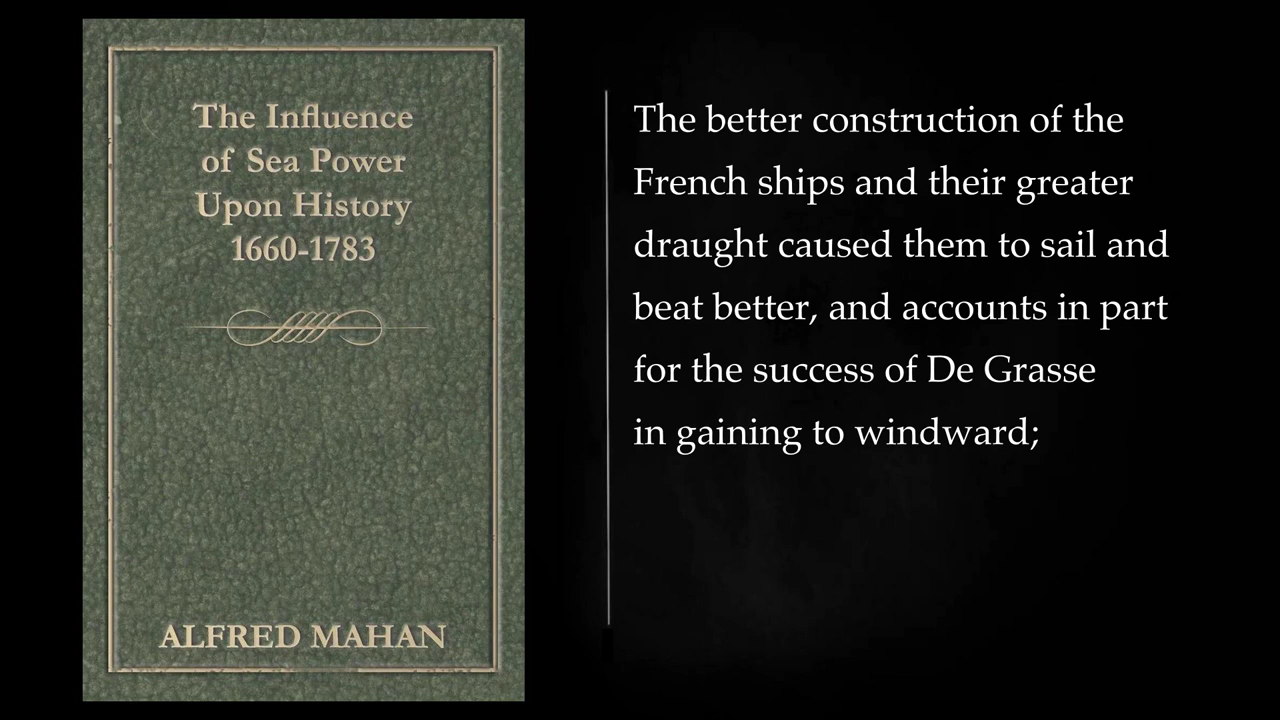 The Influence
of Sea Power
Upon History
1660-1783
ALFRED MAHAN
The better construction of the
French ships and their greater
draught caused them to sail and
beat better, and accounts in part
for the success of De Grasse
in gaining to windward;